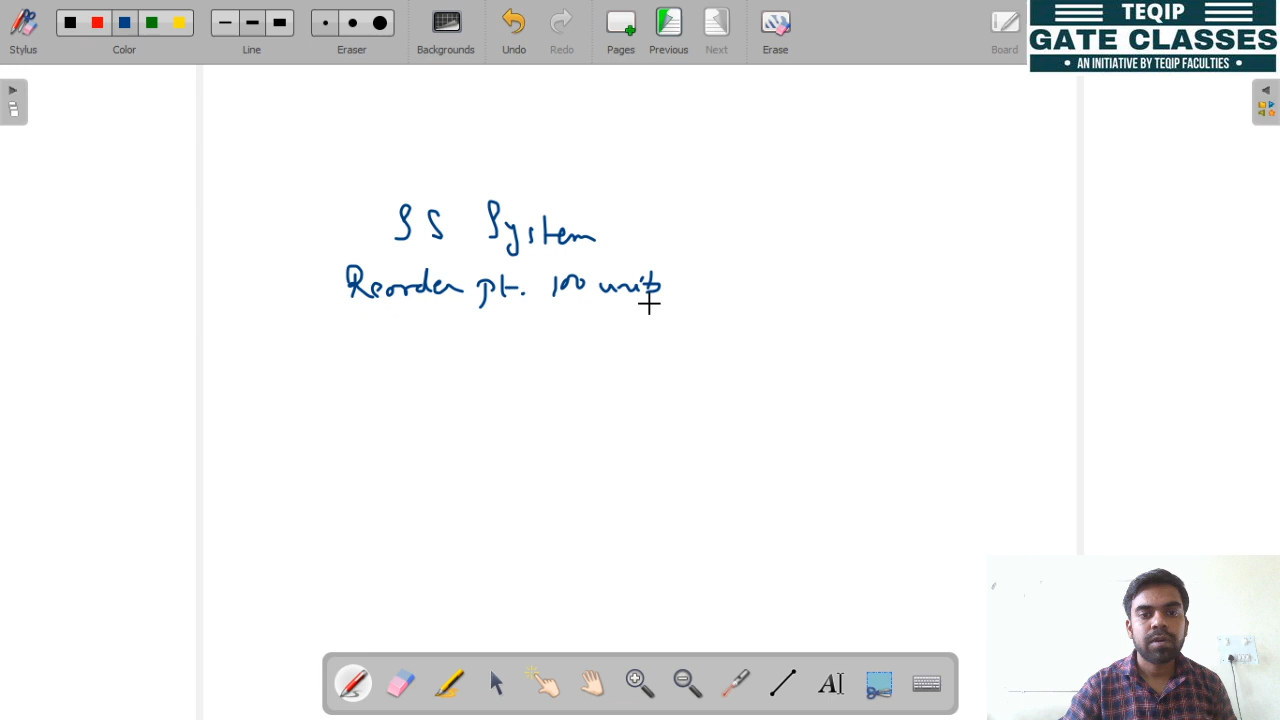 Stylus
Color
Line
Eraser
Backgrounds
Undo
Redo
Pages
Previous
Next
Erase
Board
TEQIP
GATE CLASSES
• AN INITIATIVE BY TEQIP FACULTIES •
SS System
Reorder pt. 100 units